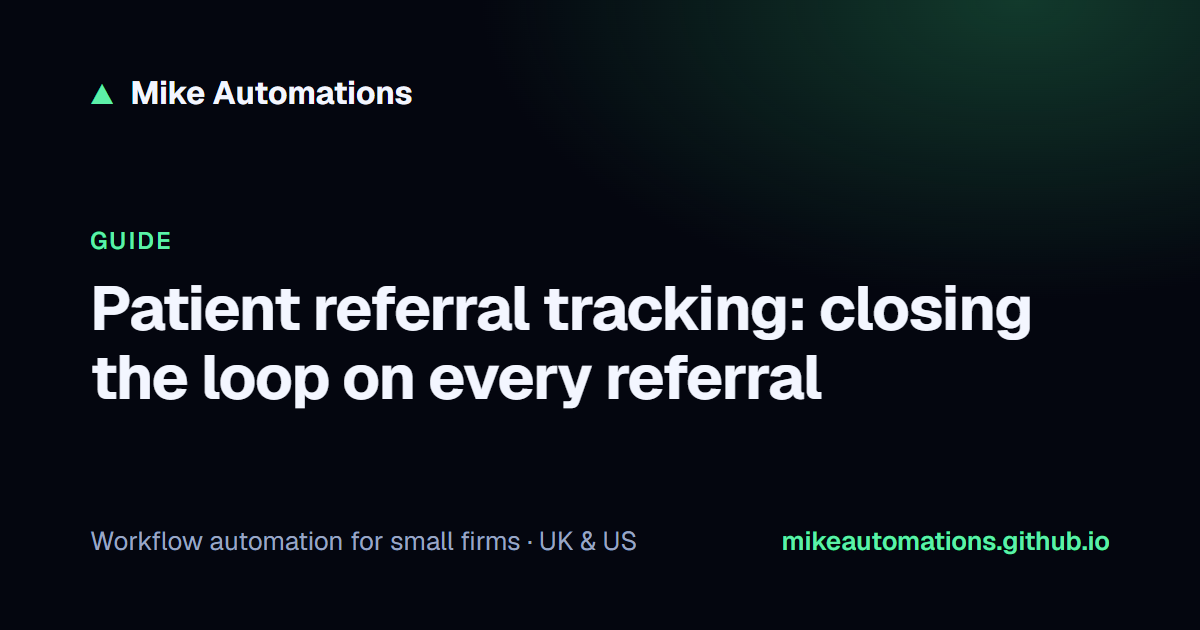 Mike Automations
GUIDE
Patient referral tracking: closing
the loop on every referral
Workflow automation for small firms · UK & US
mikeautomations.github.io